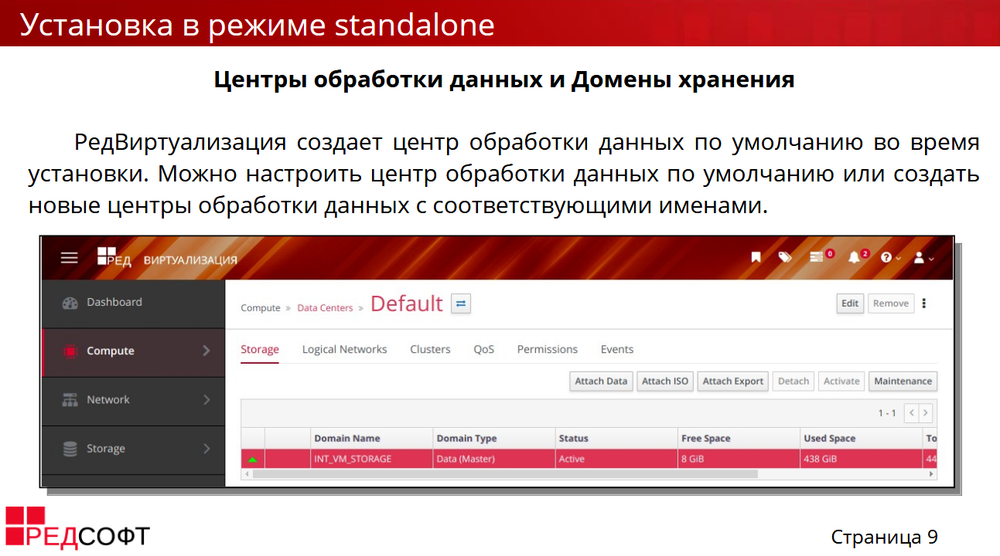 Установка в режиме standalone
Центры обработки данных и Домены хранения
РедВиртуализация создает центр обработки данных по умолчанию во время
установки. Можно настроить центр обработки данных по умолчанию или создать
новые центры обработки данных с соответствующими именами.
РЕД ВИРТУАЛИЗАЦИЯ 0 2
Dashboard
Compute » Data Centers » Default Edit Remove
Compute
Storage Logical Networks Clusters QoS Permissions Events
Attach Data Attach ISO Attach Export Detach Activate Maintenance
Network
1 - 1
Domain Name Domain Type Status Free Space Used Space To
Storage
INT_VM_STORAGE Data (Master) Active 8 GiB 438 GiB 44
РЕДСОФТ
Страница 9